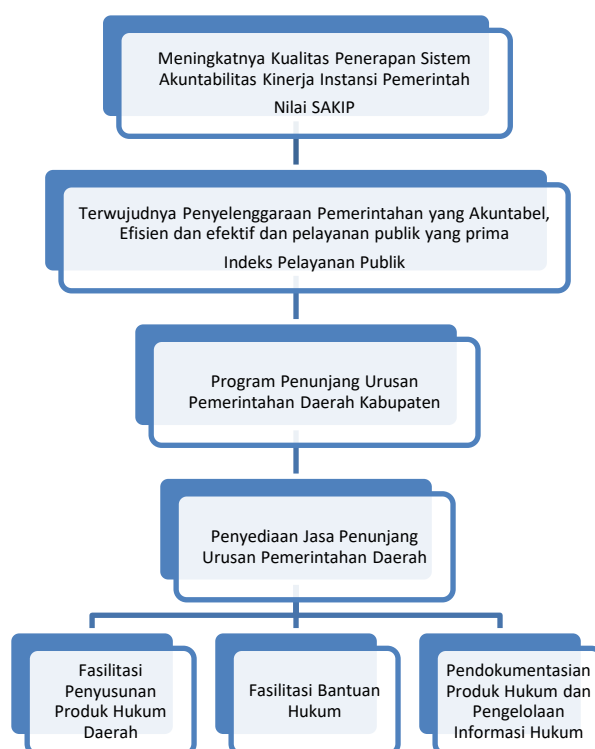 Meningkatnya Kualitas Penerapan Sistem
Akuntabilitas Kinerja Instansi Pemerintah
Nilai SAKIP
Terwujudnya Penyelenggaraan Pemerintahan yang Akuntabel,
Efisien dan efektif dan pelayanan publik yang prima
Indeks Pelayanan Publik
Program Penunjang Urusan
Pemerintahan Daerah Kabupaten
Penyediaan Jasa Penunjang
Urusan Pemerintahan Daerah
Fasilitasi
Penyusunan
Produk Hukum
Daerah
Fasilitasi Bantuan
Hukum
Pendokumentasian
Produk Hukum dan
Pengelolaan
Informasi Hukum